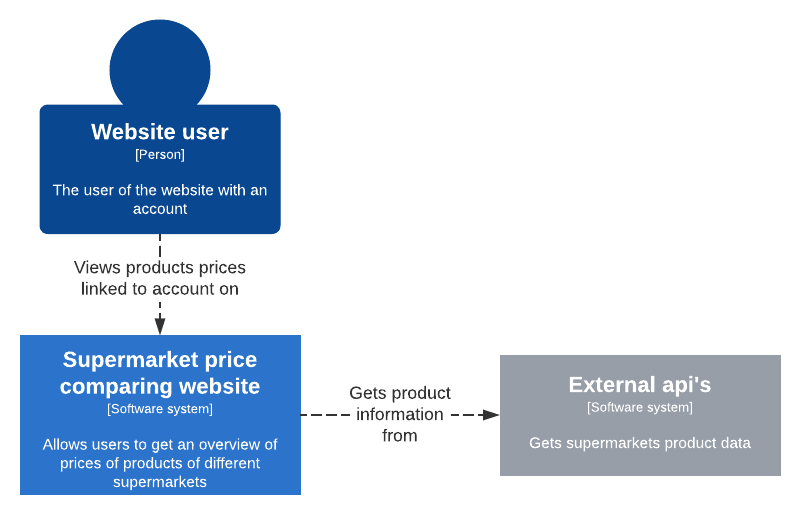 Website user
[Person]
The user of the website with an
account
Views products prices
linked to account on
Supermarket price
comparing website
[Software system]
Allows users to get an overview of
prices of products of different
supermarkets
Gets product
information
from
External api's
[Software system]
Gets supermarkets product data